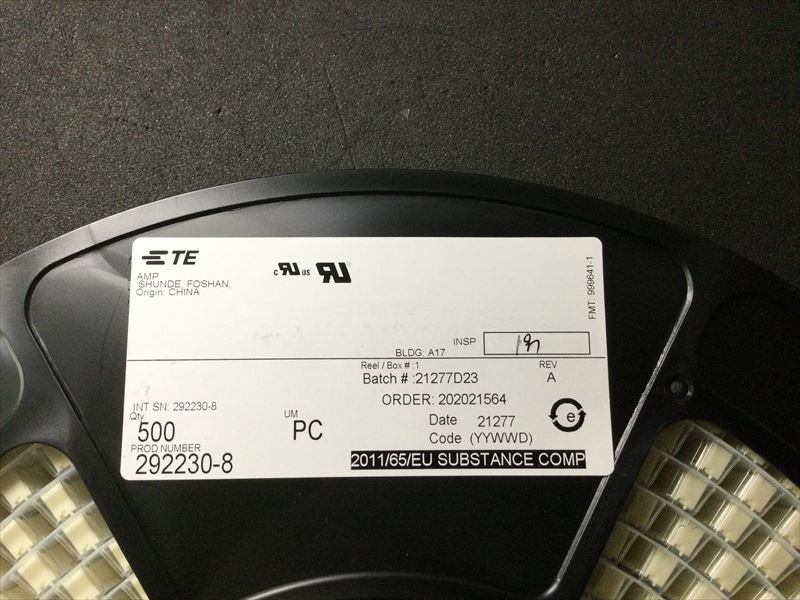 TE
AMP
SHUNDE, FOSHAN,
Origin: CHINA
c RU us RU
FMT: 999641-1
INSP
BLDG: A17
Reel / Box # :1
REV
Batch # :21277D23
A
INT SN: 292230-8
ORDER: 202021564
Qty
UM
500
PC
Date 21277
Code (YYWWD)
e
PROD NUMBER
292230-8
2011/65/EU SUBSTANCE COMP